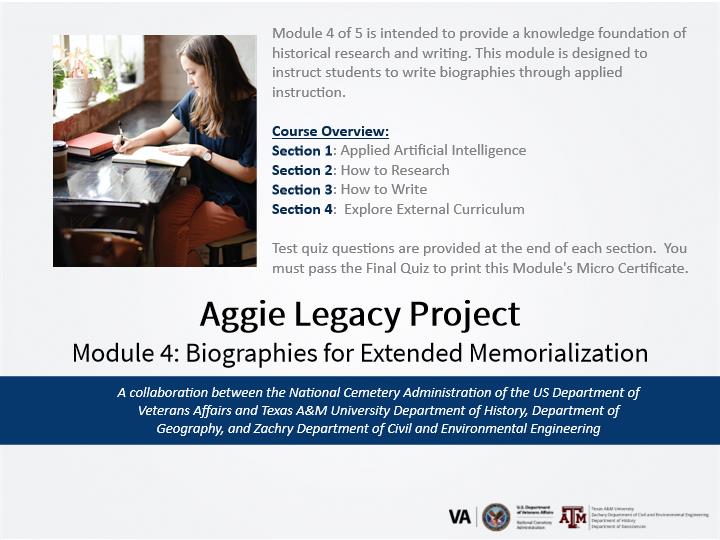 Module 4 of 5 is intended to provide a knowledge foundation of
historical research and writing. This module is designed to
instruct students to write biographies through applied
instruction.
Course Overview:
Section 1: Applied Artificial Intelligence
Section 2: How to Research
Section 3: How to Write
Section 4:  Explore External Curriculum
Test quiz questions are provided at the end of each section.  You
must pass the Final Quiz to print this Module's Micro Certificate.
Aggie Legacy Project
Module 4: Biographies for Extended Memorialization
A collaboration between the National Cemetery Administration of the US Department of
Veterans Affairs and Texas A&M University Department of History, Department of
Geography, and Zachry Department of Civil and Environmental Engineering
VA
U.S. Department
of Veterans Affairs
National Cemetery
Administration
ATM
Texas A&M University
Zachry Department of Civil and Environmental Engineering
Department of History
Department of Geosciences